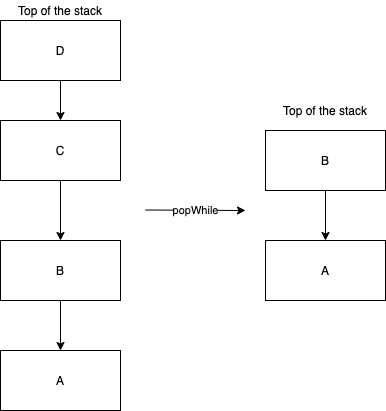 Top of the stack
D
C
B
A
popWhile
Top of the stack
B
A